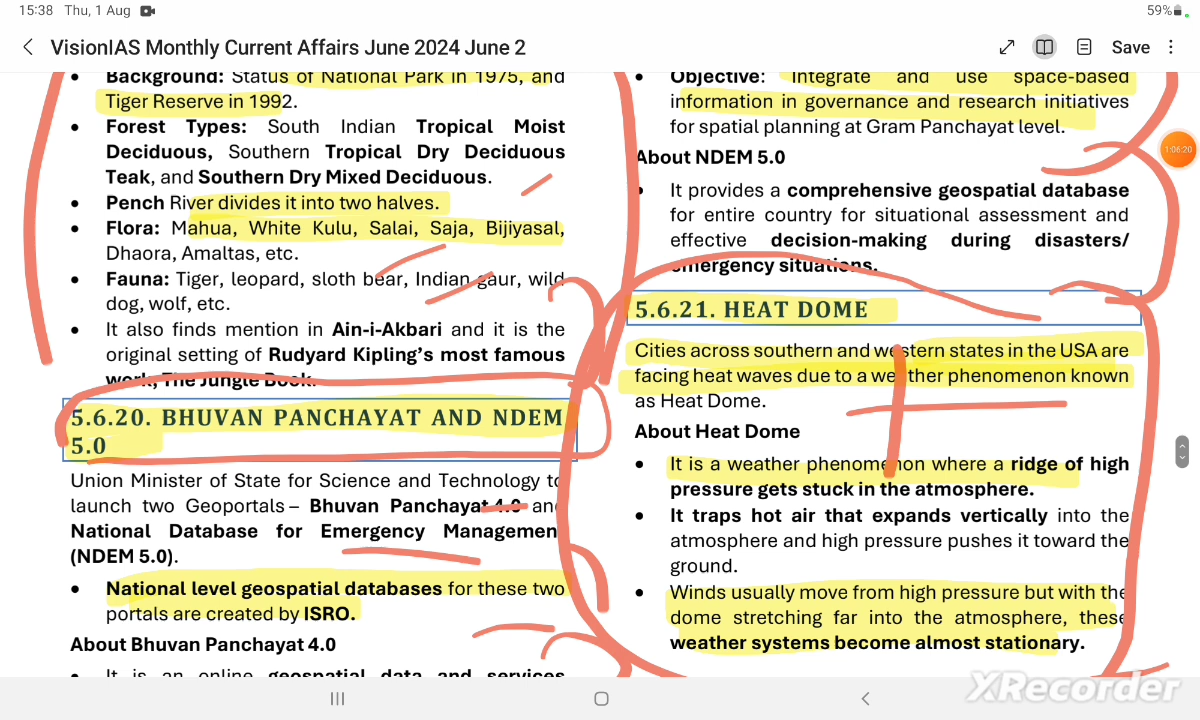 15:38 Thu, 1 Aug
59%
VisionIAS Monthly Current Affairs June 2024 June 2
Save
• Background: Status of National Park in 1975, and
Tiger Reserve in 1992.
• Forest Types: South Indian Tropical Moist
Deciduous, Southern Tropical Dry Deciduous
Teak, and Southern Dry Mixed Deciduous.
• Pench River divides it into two halves.
• Flora: Mahua, White Kulu, Salai, Saja, Bijiyasal,
Dhaora, Amaltas, etc.
• Fauna: Tiger, leopard, sloth bear, Indian gaur, wild
dog, wolf, etc.
• It also finds mention in Ain-i-Akbari and it is the
original setting of Rudyard Kipling's most famous
work, The Jungle Book.
5.6.20. BHUVAN PANCHAYAT AND NDEM
5.0
Union Minister of State for Science and Technology to
launch two Geoportals – Bhuvan Panchayat 4.0 and
National Database for Emergency Management
(NDEM 5.0).
• National level geospatial databases for these two
portals are created by ISRO.
About Bhuvan Panchayat 4.0
• It is an online geospatial data and services
• Objective: Integrate and use space-based
information in governance and research initiatives
for spatial planning at Gram Panchayat level.
About NDEM 5.0
• It provides a comprehensive geospatial database
for entire country for situational assessment and
effective decision-making during disasters/
emergency situations.
5.6.21. HEAT DOME
Cities across southern and western states in the USA are
facing heat waves due to a weather phenomenon known
as Heat Dome.
About Heat Dome
• It is a weather phenomenon where a ridge of high
pressure gets stuck in the atmosphere.
• It traps hot air that expands vertically into the
atmosphere and high pressure pushes it toward the
ground.
• Winds usually move from high pressure but with the
dome stretching far into the atmosphere, these
weather systems become almost stationary.
1:06:20
XRecorder